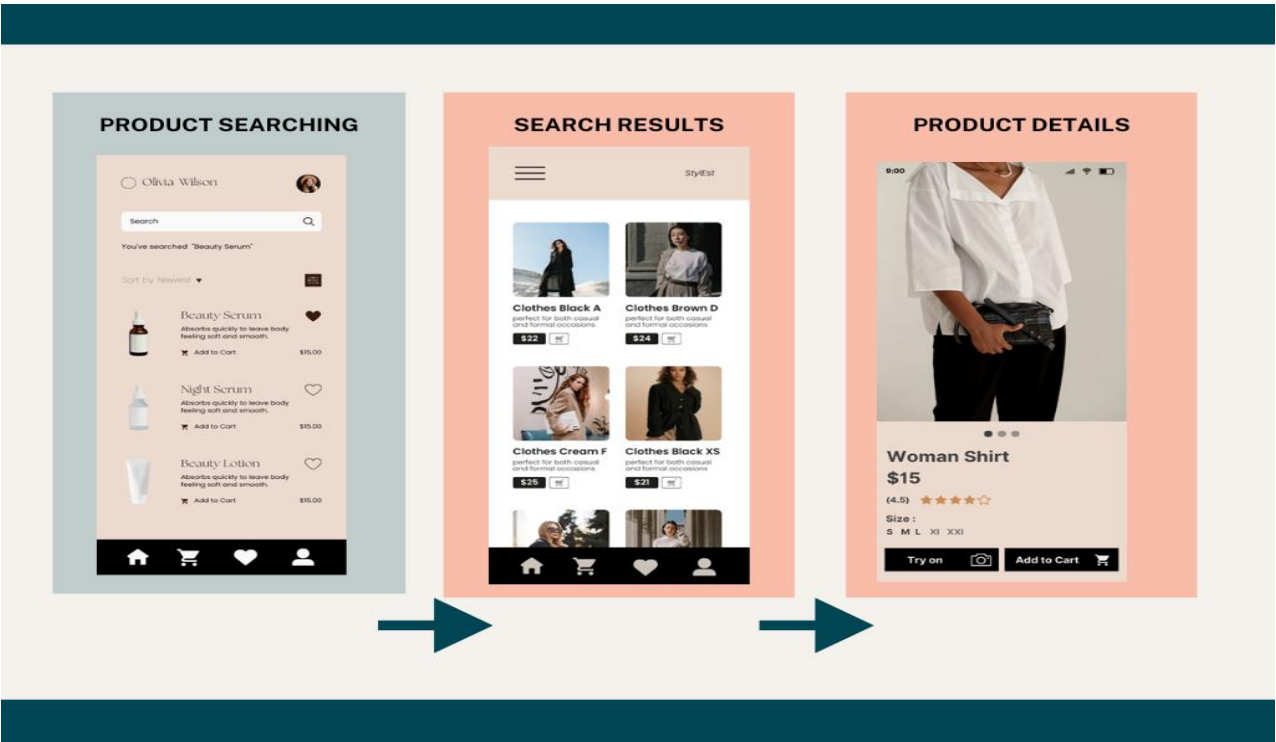 PRODUCT SEARCHING
Olivia Wilson
Search
You've searched "Beauty Serum"
Sort by Newest
Beauty Serum
Absorbs quickly to leave body
feeling soft and smooth.
Add to Cart $15.00
Night Serum
Absorbs quickly to leave body
feeling soft and smooth.
Add to Cart $15.00
Beauty Lotion
Absorbs quickly to leave body
feeling soft and smooth.
Add to Cart $15.00
SEARCH RESULTS
StylEst
Clothes Black A
perfect for both casual
and formal occasions
$22
Clothes Brown D
perfect for both casual
and formal occasions
$24
Clothes Cream F
perfect for both casual
and formal occasions
$25
Clothes Black XS
perfect for both casual
and formal occasions
$21
PRODUCT DETAILS
9:00
Woman Shirt
$15
(4.5)
Size :
S M L Xl XXl
Try on
Add to Cart